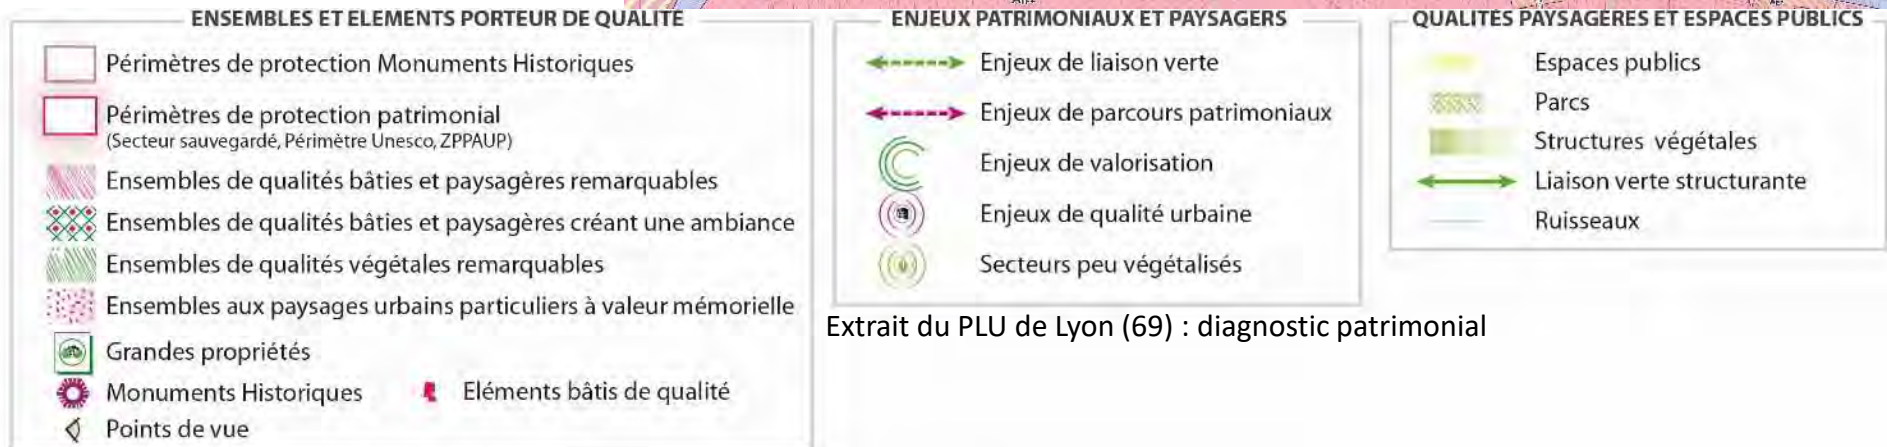 ENSEMBLES ET ELEMENTS PORTEUR DE QUALITÉ
Périmètres de protection Monuments Historiques
Périmètres de protection patrimonial
(Secteur sauvegardé, Périmètre Unesco, ZPPAUP)
Ensembles de qualités bâties et paysagères remarquables
Ensembles de qualités bâties et paysagères créant une ambiance
Ensembles de qualités végétales remarquables
Ensembles aux paysages urbains particuliers à valeur mémorielle
Grandes propriétés
Monuments Historiques
Eléments bâtis de qualité
Points de vue
ENJEUX PATRIMONIAUX ET PAYSAGERS
Enjeux de liaison verte
Enjeux de parcours patrimoniaux
Enjeux de valorisation
Enjeux de qualité urbaine
Secteurs peu végétalisés
QUALITÉS PAYSAGÈRES ET ESPACES PUBLICS
Espaces publics
Parcs
Structures végétales
Liaison verte structurante
Ruisseaux
Extrait du PLU de Lyon (69) : diagnostic patrimonial